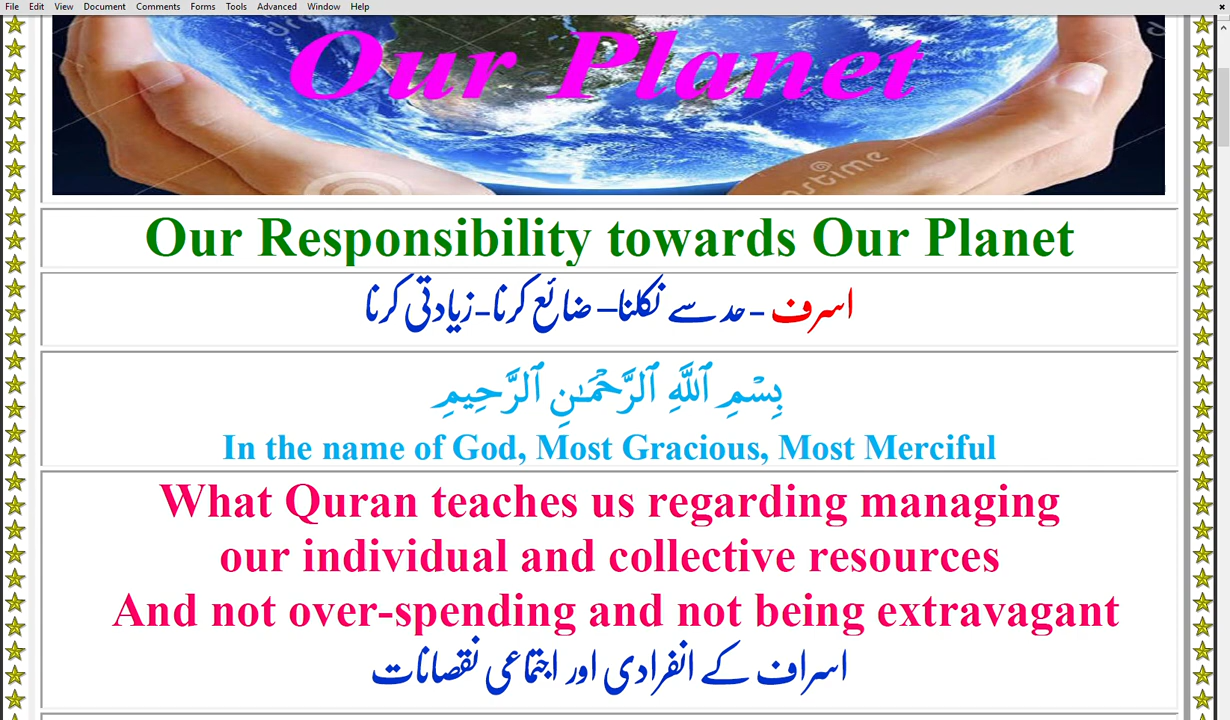 File Edit View Document Comments Forms Tools Advanced Window Help
Our Planet
Our Responsibility towards Our Planet
اسرف - حد سے نکلنا – ضائع کرنا - زیادتی کرنا
بِسْمِ ٱللَّهِ ٱلرَّحْمَـٰنِ ٱلرَّحِيمِ
In the name of God, Most Gracious, Most Merciful
What Quran teaches us regarding managing
our individual and collective resources
And not over-spending and not being extravagant
اسراف کے انفرادی اور اجتماعی نقصانات